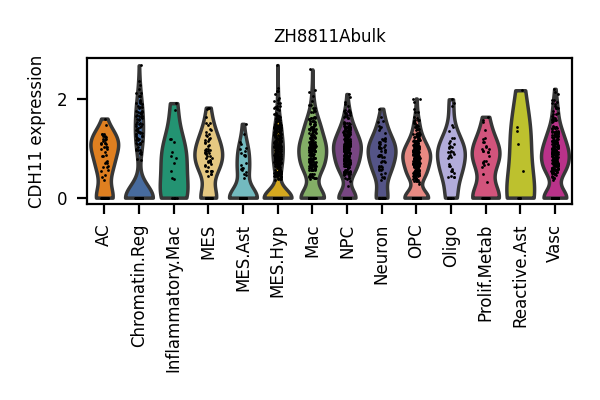 ZH8811Abulk
CDH11 expression
2
0
AC
Chromatin.Reg
Inflammatory.Mac
MES
MES.Ast
MES.Hyp
Mac
NPC
Neuron
OPC
Oligo
Prolif.Metab
Reactive.Ast
Vasc